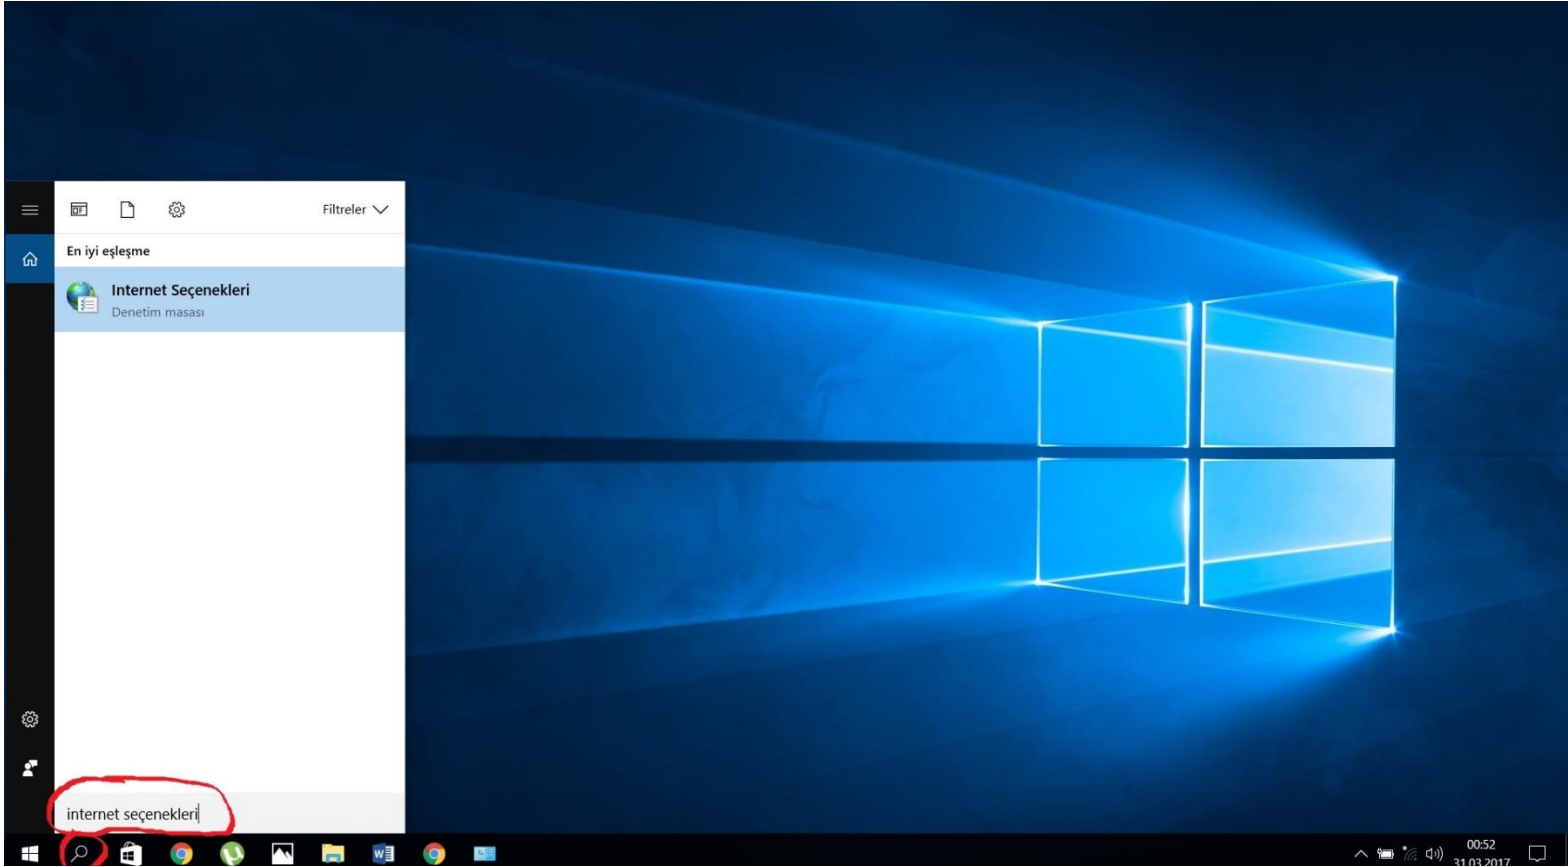 Filtreler
En iyi eşleşme
Internet Seçenekleri
Denetim masası
internet seçenekleri
00:52
31.03.2017